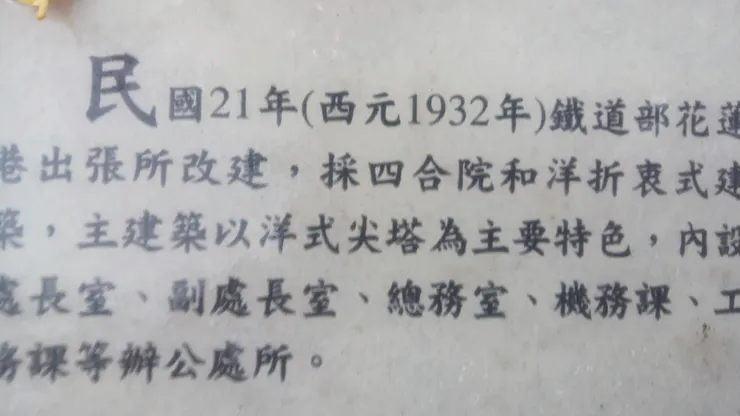 民國21年(西元1932年)鐵道部花蓮
港出張所改建，採四合院和洋折衷式建
築，主建築以洋式尖塔為主要特色，內設
處長室、副處長室、總務室、機務課、工
務課等辦公處所。